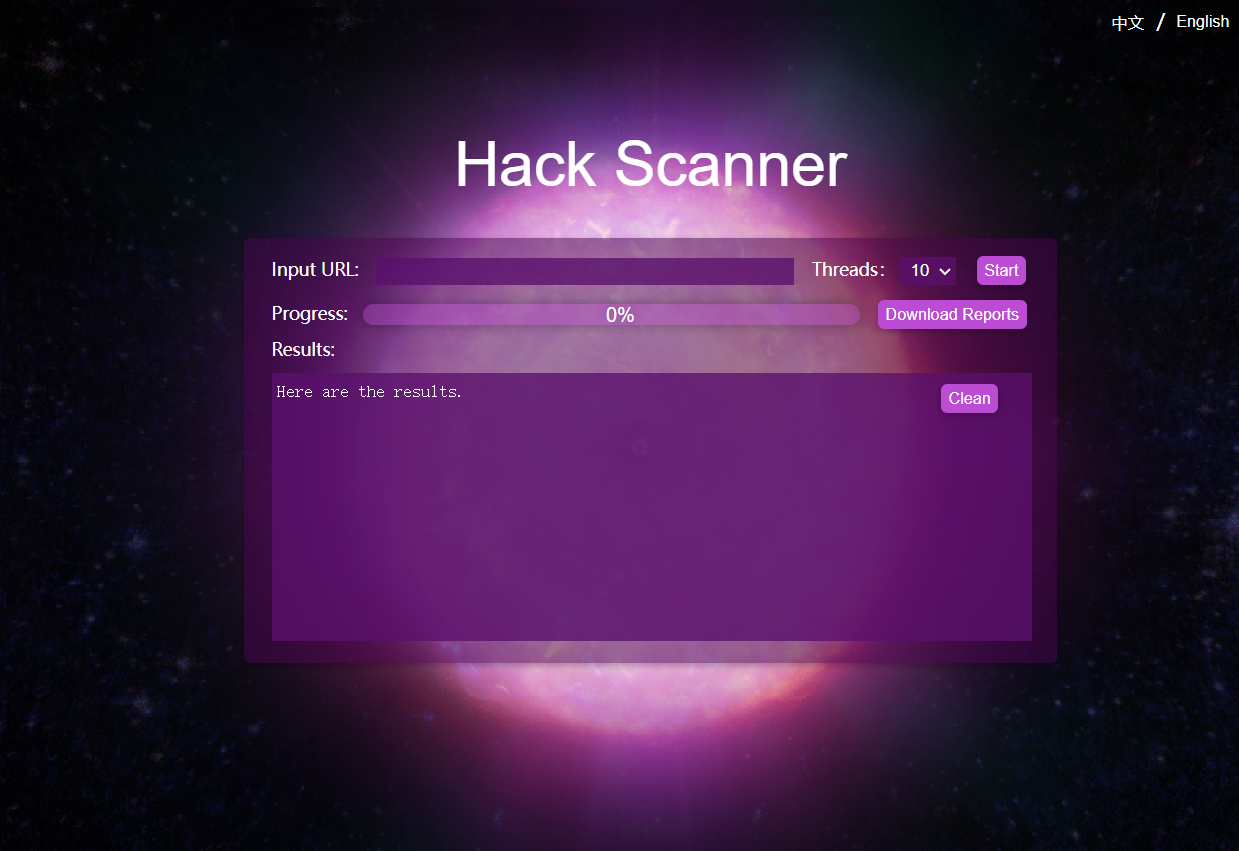 中文 / English
Hack Scanner
Input URL: Threads: 10 Start
Progress: 0% Download Reports
Results:
Here are the results. Clean